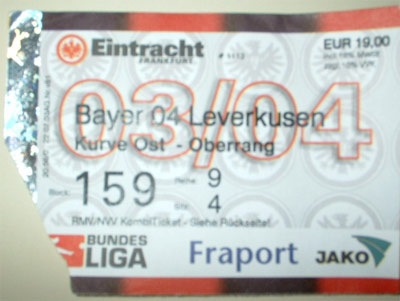 Eintracht
FRANKFURT
EUR 19.00
03/04
Bayer 04 Leverkusen
Kurve Ost - Oberrang
Block: 159
Reihe 9
Sitz 4
RMV/NVV KombiTicket - Siehe Rückseite!
BUNDES
LIGA
Fraport
JAKO